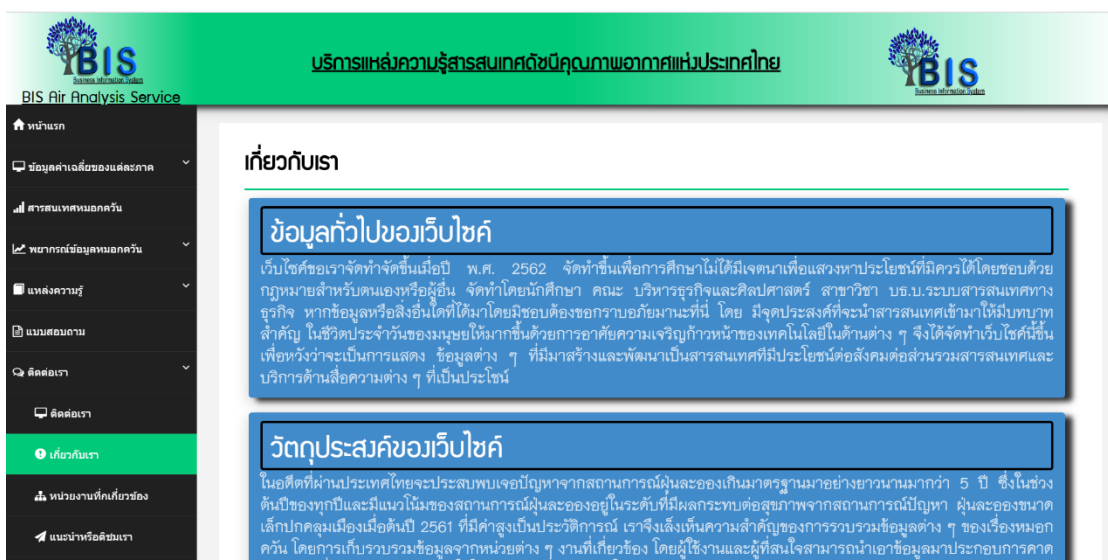 BIS
Business Information System
BIS Air Analysis Service
บริการแหล่งความรู้สารสนเทศดัชนีคุณภาพอากาศแห่งประเทศไทย
BIS
Business Information System
หน้าแรก
ข้อมูลค่าเฉลี่ยของแต่ละภาค
สารสนเทศหมอกควัน
พยากรณ์ข้อมูลหมอกควัน
แหล่งความรู้
แบบสอบถาม
ติดต่อเรา
ติดต่อเรา
เกี่ยวกับเรา
หน่วยงานที่กเกี่ยวข้อง
แนะนำหรือติชมเรา
เกี่ยวกับเรา
ข้อมูลทั่วไปของเว็บไซค์
เว็บไซค์ขอเราจัดทำจัดขึ้นเมื่อปี พ.ศ. 2562 จัดทำขึ้นเพื่อการศึกษาไม่ได้มีเจตนาเพื่อแสวงหาประโยชน์ที่มิควรได้โดยชอบด้วย
กฎหมายสำหรับตนเองหรือผู้อื่น จัดทำโดยนักศึกษา คณะ บริหารธุรกิจและศิลปศาสตร์ สาขาวิชา บธ.บ.ระบบสารสนเทศทาง
ธุรกิจ หากข้อมูลหรือสิ่งอื่นใดที่ได้มาโดยมิชอบต้องขอกราบอภัยมานะที่นี่ โดย มีจุดประสงค์ที่จะนำสารสนเทศเข้ามาให้มีบทบาท
สำคัญ ในชีวิตประจำวันของมนุษย์ให้มากขึ้นด้วยการอาศัยความเจริญก้าวหน้าของเทคโนโลยีในด้านต่าง ๆ จึงได้จัดทำเว็บไซค์นี้ขึ้น
เพื่อหวังว่าจะเป็นการแสดง ข้อมูลต่าง ๆ ที่มีมาสร้างและพัฒนาเป็นสารสนเทศทีมีประโยชน์ต่อสังคมต่อส่วนรวมสารสนเทศและ
บริการด้านสื่อความต่าง ๆ ที่เป็นประโชน์
วัตถุประสงค์ของเว็บไซค์
ในอดีตที่ผ่านประเทศไทยจะประสบพบเจอปัญหาจากสถานการณ์ฝุ่นละอองเกินมาตรฐานมาอย่างยาวนานมากว่า 5 ปี ซึ่งในช่วง
ต้นปีของทุกปีและมีแนวโน้มของสถานการณ์ฝุ่นละอองอยู่ในระดับที่มีผลกระทบต่อสุขภาพจากสถานการณ์ปัญหา ฝุ่นละอองขนาด
เล็กปกคลุมเมืองเมื่อต้นปี 2561 ที่มีค่าสูงเป็นประวัติการณ์ เราจึงเล็งเห็นความสำคัญของการรวบรวมข้อมูลต่าง ๆ ของเรื่องหมอก
ควัน โดยการเก็บรวบรวมข้อมูลจากหน่วยต่าง ๆ งานที่เกี่ยวข้อง โดยผู้ใช้งานและผู้ที่สนใจสามารถนำเอาข้อมูลมาประกอบการคาด